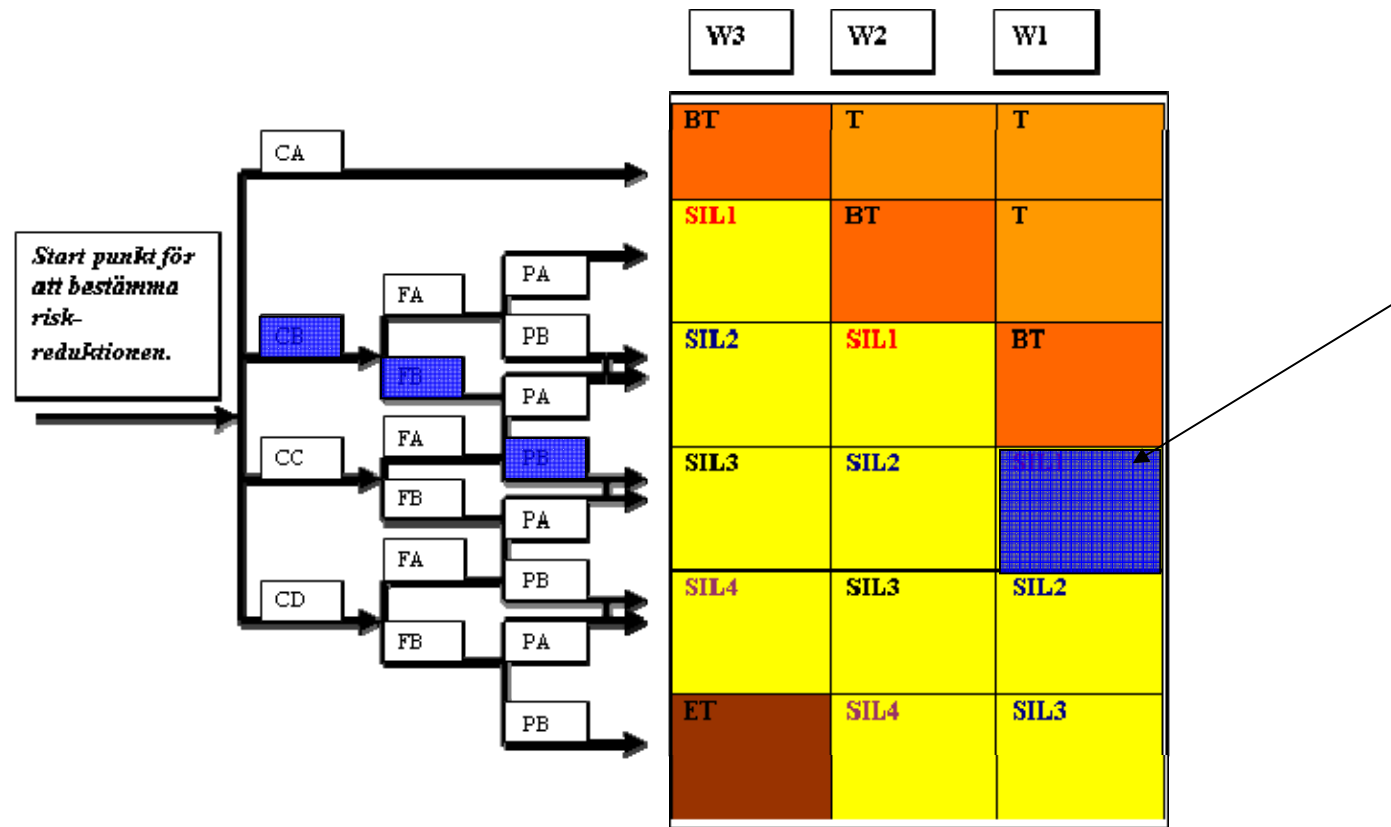 W3 W2 W1
BT T T
CA
SIL1 BT T
Start punkt för
att bestämma
risk-
reduktionen.
PA
FA
CB
PB
SIL2 SIL1 BT
FB
PA
FA
CC
PB
SIL3 SIL2 SIL1
FB
PA
FA
PB
CD
SIL4 SIL3 SIL2
FB
PA
PB
ET SIL4 SIL3